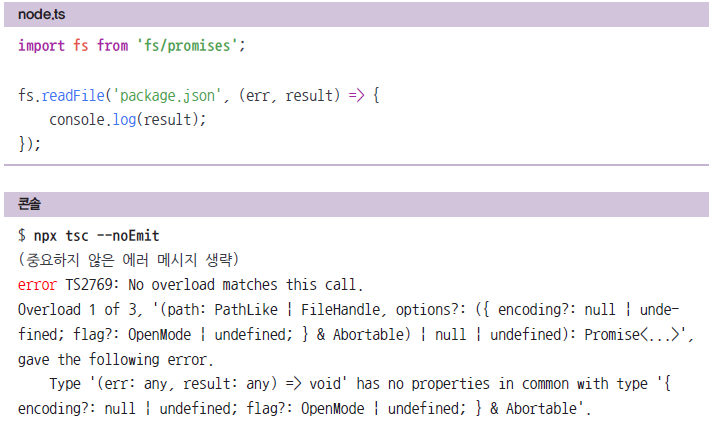 node.ts
import fs from 'fs/promises';
fs.readFile('package.json', (err, result) => {
    console.log(result);
});
콘솔
$ npx tsc --noEmit
(중요하지 않은 에러 메시지 생략)
error TS2769: No overload matches this call.
Overload 1 of 3, '(path: PathLike | FileHandle, options?: ({ encoding?: null | unde-
fined; flag?: OpenMode | undefined; } & Abortable) | null | undefined): Promise<...>',
gave the following error.
    Type '(err: any, result: any) => void' has no properties in common with type '{
encoding?: null | undefined; flag?: OpenMode | undefined; } & Abortable'.